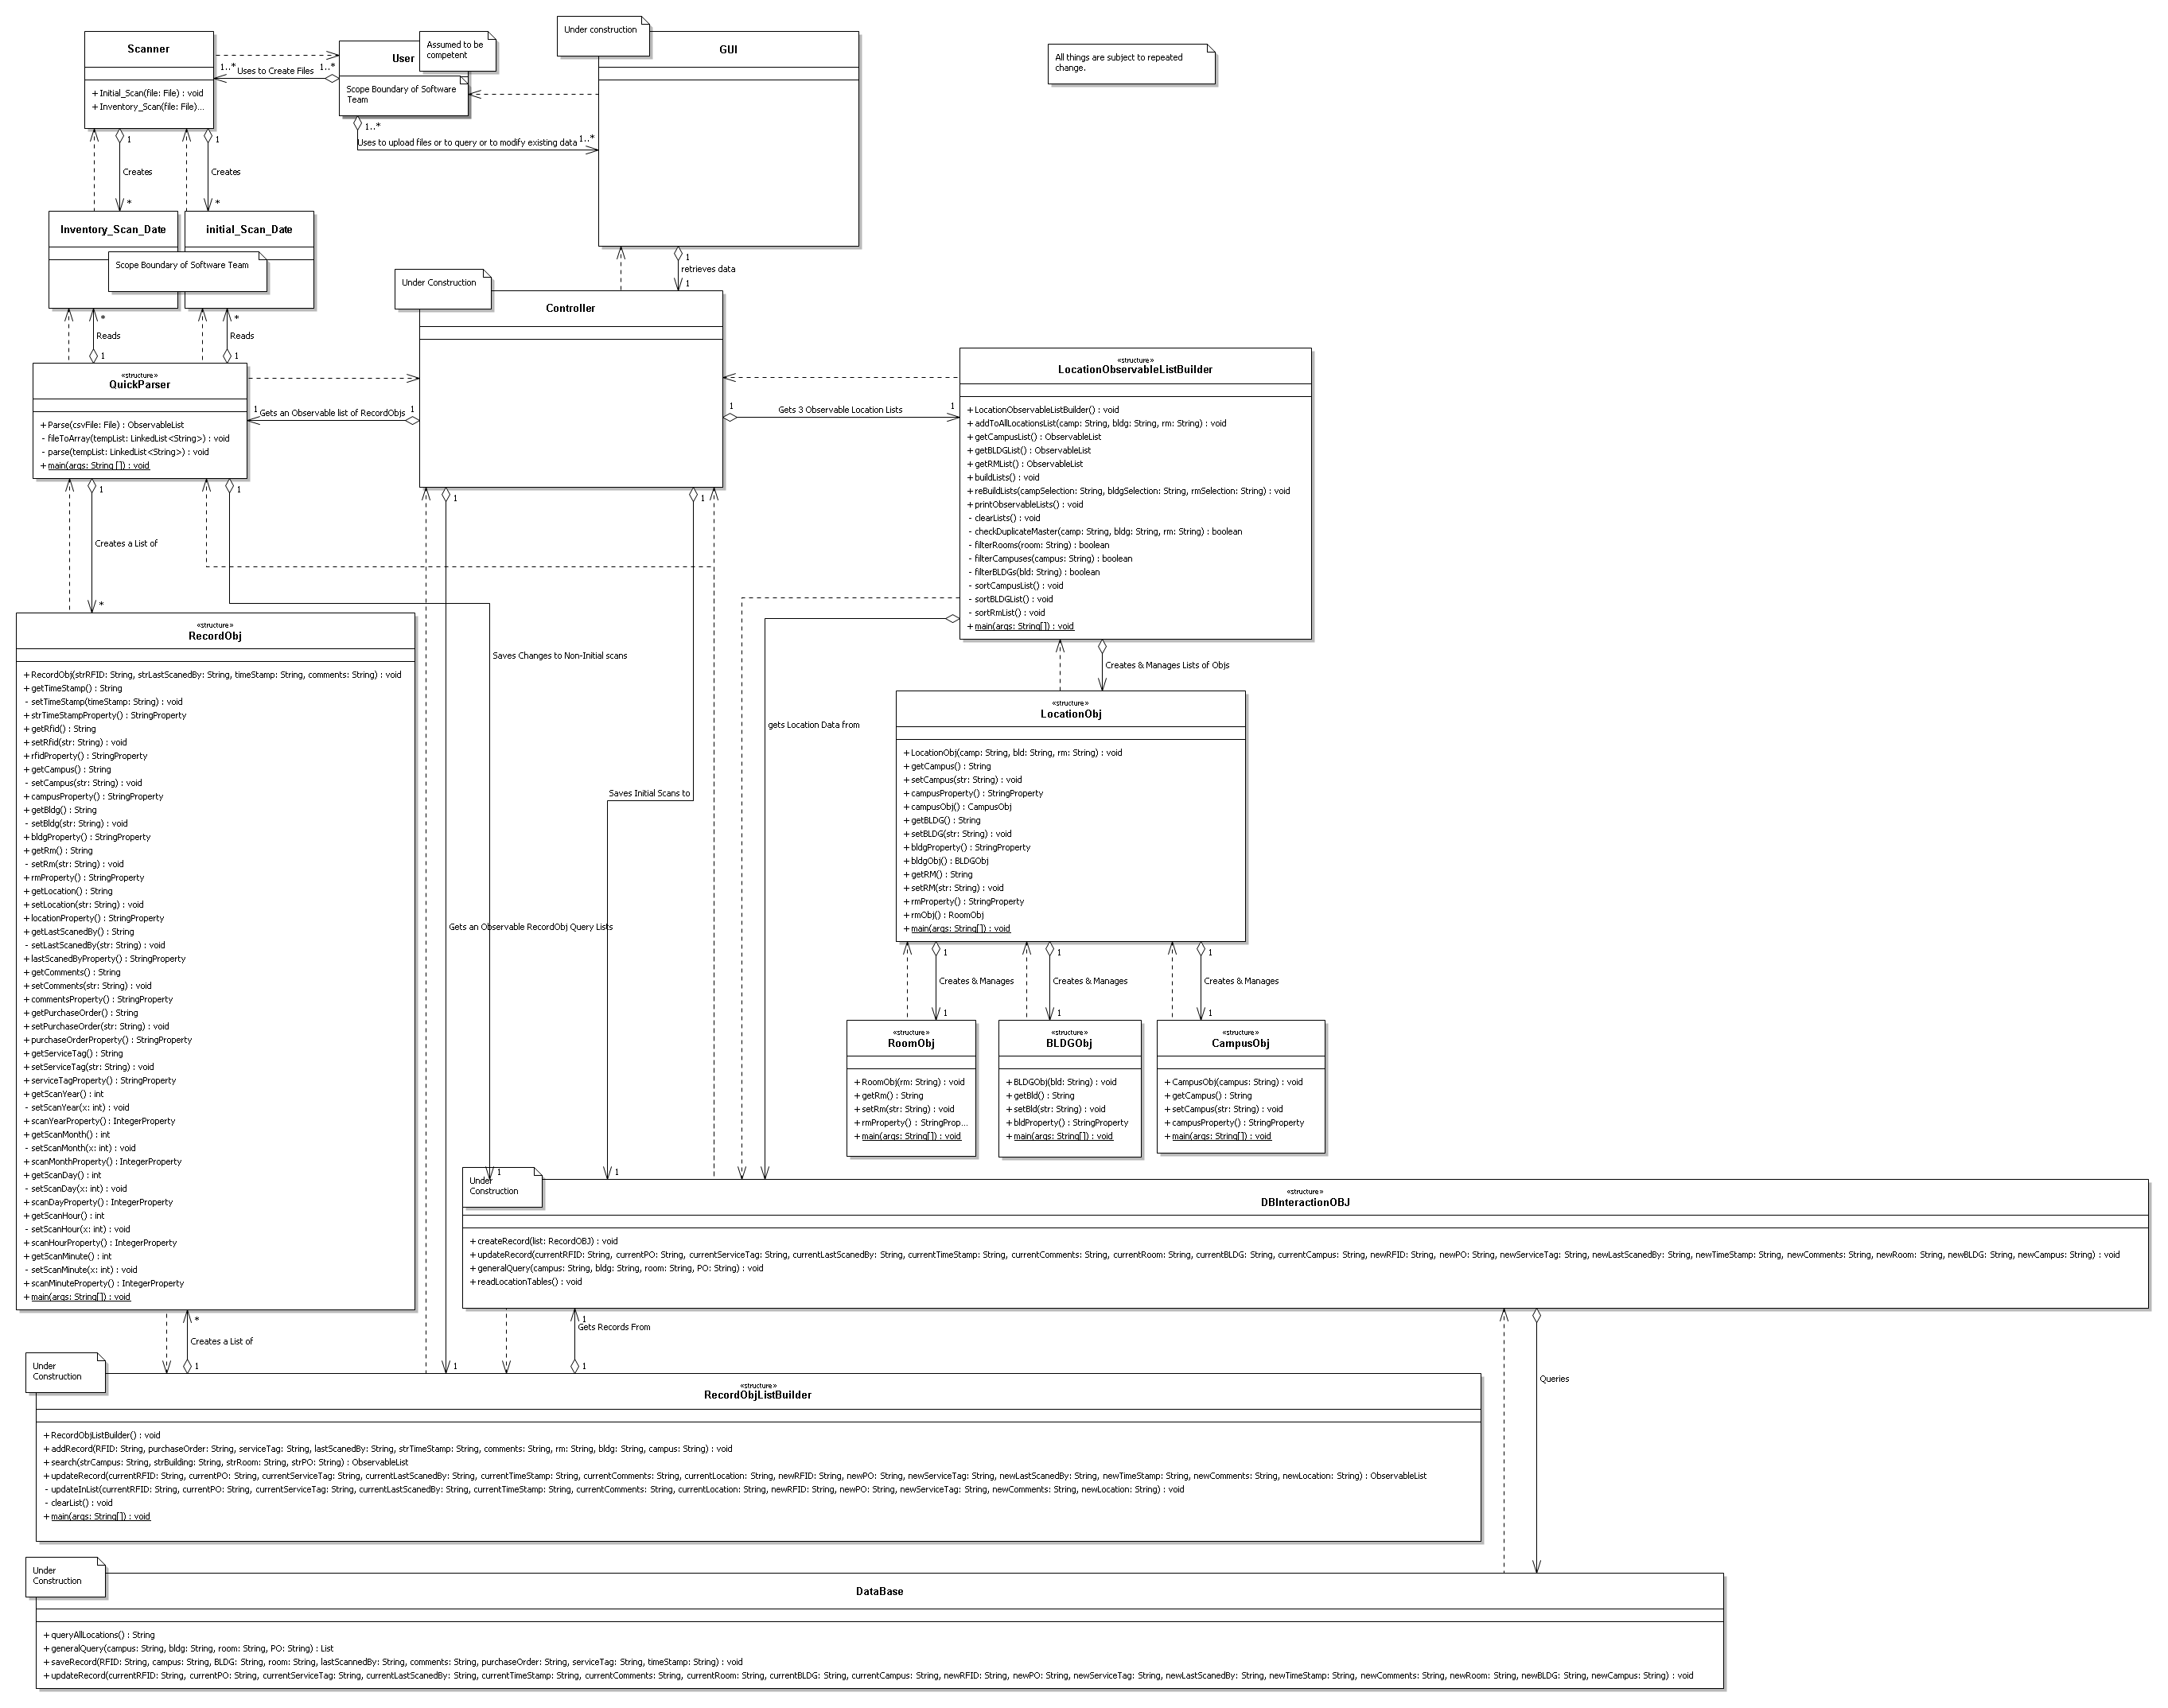 Scanner
+ Initial_Scan(file: File) : void
+ Inventory_Scan(file: File)...
1..*
Uses to Create Files
1..*
User
Assumed to be
competent
Scope Boundary of Software
Team
1..*
Uses to upload files or to query or to modify existing data
1..*
Under construction
GUI
All things are subject to repeated
change.
1
Creates
*
1
Creates
*
Inventory_Scan_Date
initial_Scan_Date
Scope Boundary of Software Team
*
Reads
1
*
Reads
1
1
retrieves data
1
Under Construction
Controller
«structure»
QuickParser
+ Parse(csvFile: File) : ObservableList
- fileToArray(tempList: LinkedList<String>) : void
- parse(tempList: LinkedList<String>) : void
+ main(args: String []) : void
1
Gets an Observable list of RecordObjs
1
1
Gets 3 Observable Location Lists
1
«structure»
LocationObservableListBuilder
+ LocationObservableListBuilder() : void
+ addToAllLocationsList(camp: String, bldg: String, rm: String) : void
+ getCampusList() : ObservableList
+ getBLDGList() : ObservableList
+ getRMList() : ObservableList
+ buildLists() : void
+ reBuildLists(campSelection: String, bldgSelection: String, rmSelection: String) : void
+ printObservableLists() : void
- clearLists() : void
- checkDuplicateMaster(camp: String, bldg: String, rm: String) : boolean
- filterRooms(room: String) : boolean
- filterCampuses(campus: String) : boolean
- filterBLDGs(bld: String) : boolean
- sortCampusList() : void
- sortBLDGList() : void
- sortRmList() : void
+ main(args: String[]) : void
1
Creates a List of
*
1
Saves Changes to Non-Initial scans
1
1
Gets an Observable RecordObj Query Lists
1
1
Saves Initial Scans to
1
gets Location Data from
Creates & Manages Lists of Objs
«structure»
RecordObj
+ RecordObj(strRFID: String, strLastScanedBy: String, timeStamp: String, comments: String) : void
+ getTimeStamp() : String
- setTimeStamp(timeStamp: String) : void
+ strTimeStampProperty() : StringProperty
+ getRfid() : String
+ setRfid(str: String) : void
+ rfidProperty() : StringProperty
+ getCampus() : String
- setCampus(str: String) : void
+ campusProperty() : StringProperty
+ getBldg() : String
- setBldg(str: String) : void
+ bldgProperty() : StringProperty
+ getRm() : String
- setRm(str: String) : void
+ rmProperty() : StringProperty
+ getLocation() : String
+ setLocation(str: String) : void
+ locationProperty() : StringProperty
+ getLastScanedBy() : String
- setLastScanedBy(str: String) : void
+ lastScanedByProperty() : StringProperty
+ getComments() : String
+ setComments(str: String) : void
+ commentsProperty() : StringProperty
+ getPurchaseOrder() : String
+ setPurchaseOrder(str: String) : void
+ purchaseOrderProperty() : StringProperty
+ getServiceTag() : String
+ setServiceTag(str: String) : void
+ serviceTagProperty() : StringProperty
+ getScanYear() : int
- setScanYear(x: int) : void
+ scanYearProperty() : IntegerProperty
+ getScanMonth() : int
- setScanMonth(x: int) : void
+ scanMonthProperty() : IntegerProperty
+ getScanDay() : int
- setScanDay(x: int) : void
+ scanDayProperty() : IntegerProperty
+ getScanHour() : int
- setScanHour(x: int) : void
+ scanHourProperty() : IntegerProperty
+ getScanMinute() : int
- setScanMinute(x: int) : void
+ scanMinuteProperty() : IntegerProperty
+ main(args: String[]) : void
«structure»
LocationObj
+ LocationObj(camp: String, bld: String, rm: String) : void
+ getCampus() : String
+ setCampus(str: String) : void
+ campusProperty() : StringProperty
+ campusObj() : CampusObj
+ getBLDG() : String
+ setBLDG(str: String) : void
+ bldgProperty() : StringProperty
+ bldgObj() : BLDGObj
+ getRM() : String
+ setRM(str: String) : void
+ rmProperty() : StringProperty
+ rmObj() : RoomObj
+ main(args: String[]) : void
1
Creates & Manages
1
1
Creates & Manages
1
1
Creates & Manages
1
«structure»
RoomObj
+ RoomObj(rm: String) : void
+ getRm() : String
+ setRm(str: String) : void
+ rmProperty() : StringProp...
+ main(args: String[]) : void
«structure»
BLDGObj
+ BLDGObj(bld: String) : void
+ getBld() : String
+ setBld(str: String) : void
+ bldProperty() : StringProperty
+ main(args: String[]) : void
«structure»
CampusObj
+ CampusObj(campus: String) : void
+ getCampus() : String
+ setCampus(str: String) : void
+ campusProperty() : StringProperty
+ main(args: String[]) : void
Under
Construction
«structure»
DBInteractionOBJ
+ createRecord(list: RecordOBJ) : void
+ updateRecord(currentRFID: String, currentPO: String, currentServiceTag: String, currentLastScanedBy: String, currentTimeStamp: String, currentComments: String, currentRoom: String, currentBLDG: String, currentCampus: String, newRFID: String, newPO: String, newServiceTag: String, newLastScanedBy: String, newTimeStamp: String, newComments: String, newRoom: String, newBLDG: String, newCampus: String) : void
+ generalQuery(campus: String, bldg: String, room: String, PO: String) : void
+ readLocationTables() : void
*
Creates a List of
1
1
Gets Records From
1
Queries
Under
Construction
«structure»
RecordObjListBuilder
+ RecordObjListBuilder() : void
+ addRecord(RFID: String, purchaseOrder: String, serviceTag: String, lastScanedBy: String, strTimeStamp: String, comments: String, rm: String, bldg: String, campus: String) : void
+ search(strCampus: String, strBuilding: String, strRoom: String, strPO: String) : ObservableList
+ updateRecord(currentRFID: String, currentPO: String, currentServiceTag: String, currentLastScanedBy: String, currentTimeStamp: String, currentComments: String, currentLocation: String, newRFID: String, newPO: String, newServiceTag: String, newLastScanedBy: String, newTimeStamp: String, newComments: String, newLocation: String) : ObservableList
- updateInList(currentRFID: String, currentPO: String, currentServiceTag: String, currentLastScanedBy: String, currentTimeStamp: String, currentComments: String, currentLocation: String, newRFID: String, newPO: String, newServiceTag: String, newComments: String, newLocation: String) : void
- clearList() : void
+ main(args: String[]) : void
Under
Construction
DataBase
+ queryAllLocations() : String
+ generalQuery(campus: String, bldg: String, room: String, PO: String) : List
+ saveRecord(RFID: String, campus: String, BLDG: String, room: String, lastScannedBy: String, comments: String, purchaseOrder: String, serviceTag: String, timeStamp: String) : void
+ updateRecord(currentRFID: String, currentPO: String, currentServiceTag: String, currentLastScanedBy: String, currentTimeStamp: String, currentComments: String, currentRoom: String, currentBLDG: String, currentCampus: String, newRFID: String, newPO: String, newServiceTag: String, newLastScanedBy: String, newTimeStamp: String, newComments: String, newRoom: String, newBLDG: String, newCampus: String) : void